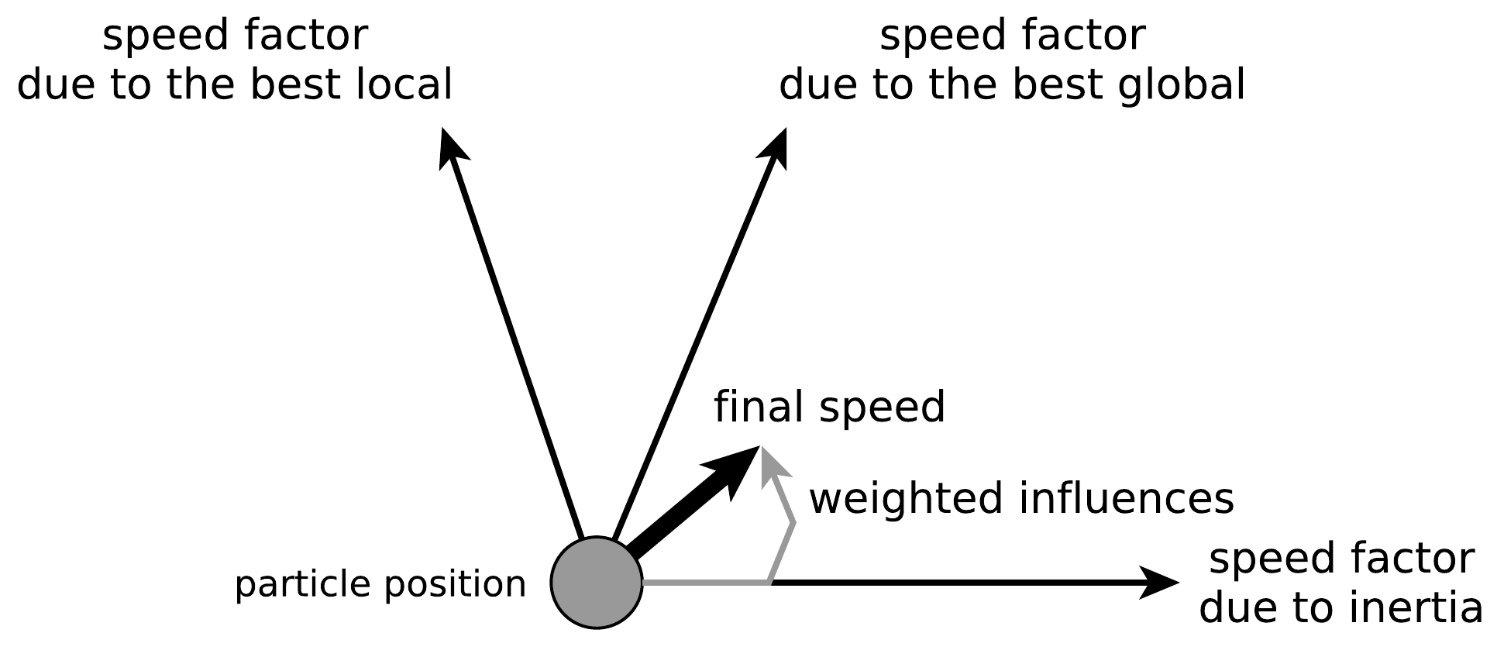 speed factor
due to the best local
speed factor
due to the best global
final speed
weighted influences
particle position
speed factor
due to inertia